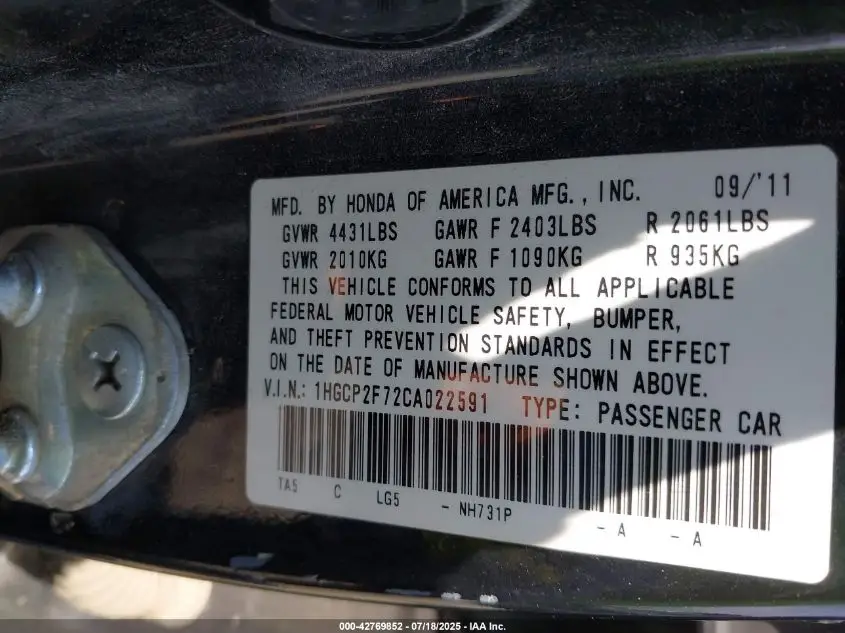 MFD. BY HONDA OF AMERICA MFG., INC. 09/'11
GVWR 4431LBS GAWR F 2403LBS R 2061LBS
GVWR 2010KG GAWR F 1090KG R 935KG
THIS VEHICLE CONFORMS TO ALL APPLICABLE
FEDERAL MOTOR VEHICLE SAFETY, BUMPER,
AND THEFT PREVENTION STANDARDS IN EFFECT
ON THE DATE OF MANUFACTURE SHOWN ABOVE.
V.I.N.: 1HGCP2F72CA022591 TYPE: PASSENGER CAR
TA5 C LG5 - NH731P - A - A
000-42769852 - 07/18/2025 - IAA Inc.